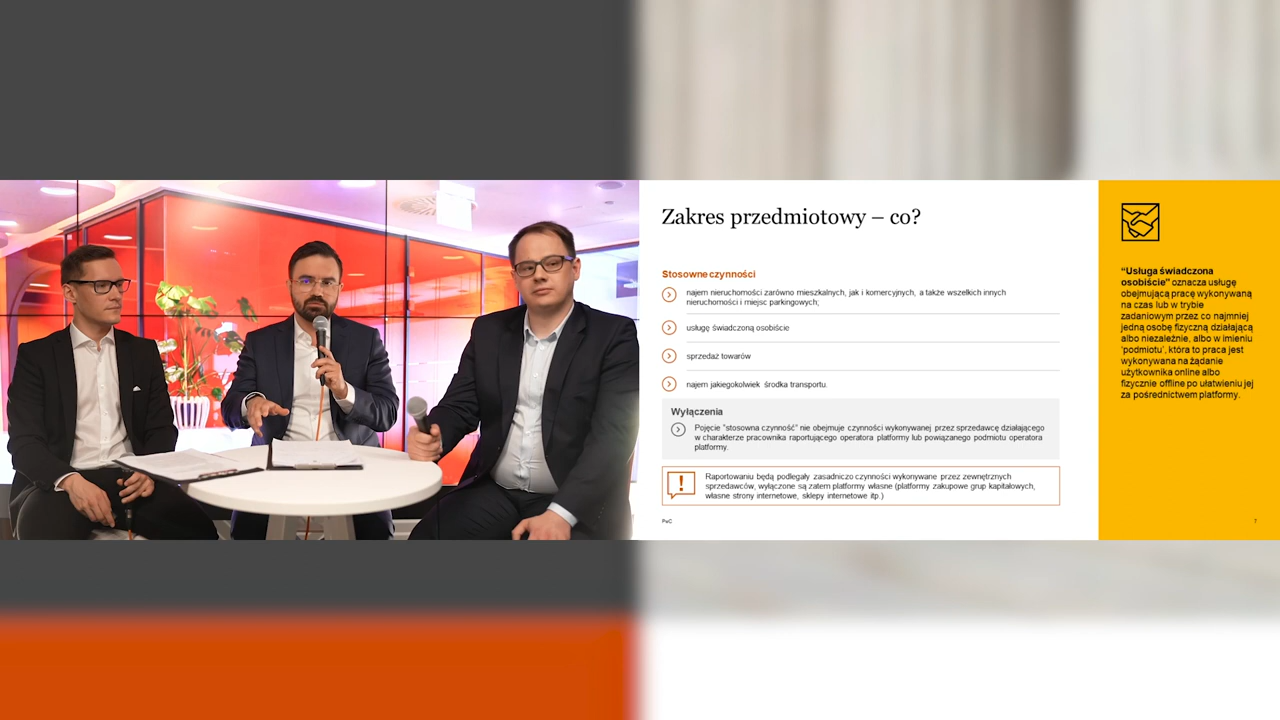 Zakres przedmiotowy – co?
Stosowne czynności
najem nieruchomości zarówno mieszkalnych, jak i komercyjnych, a także wszelkich innych
nieruchomości i miejsc parkingowych;
usługę świadczoną osobiście
sprzedaż towarów
najem jakiegokolwiek środka transportu.
Wyłączenia
Pojęcie "stosowna czynność" nie obejmuje czynności wykonywanej przez sprzedawcę działającego
w charakterze pracownika raportującego operatora platformy lub powiązanego podmiotu operatora
platformy.
Raportowaniu będą podlegały zasadniczo czynności wykonywane przez zewnętrznych
sprzedawców, wyłączone są zatem platformy własne (platformy zakupowe grup kapitałowych,
własne strony internetowe, sklepy internetowe itp.)
PwC
“Usługa świadczona
osobiście” oznacza usługę
obejmującą pracę wykonywaną
na czas lub w trybie
zadaniowym przez co najmniej
jedną osobę fizyczną działającą
albo niezależnie, albo w imieniu
'podmiotu', która to praca jest
wykonywana na żądanie
użytkownika online albo
fizycznie offline po ułatwieniu jej
za pośrednictwem platformy.
7